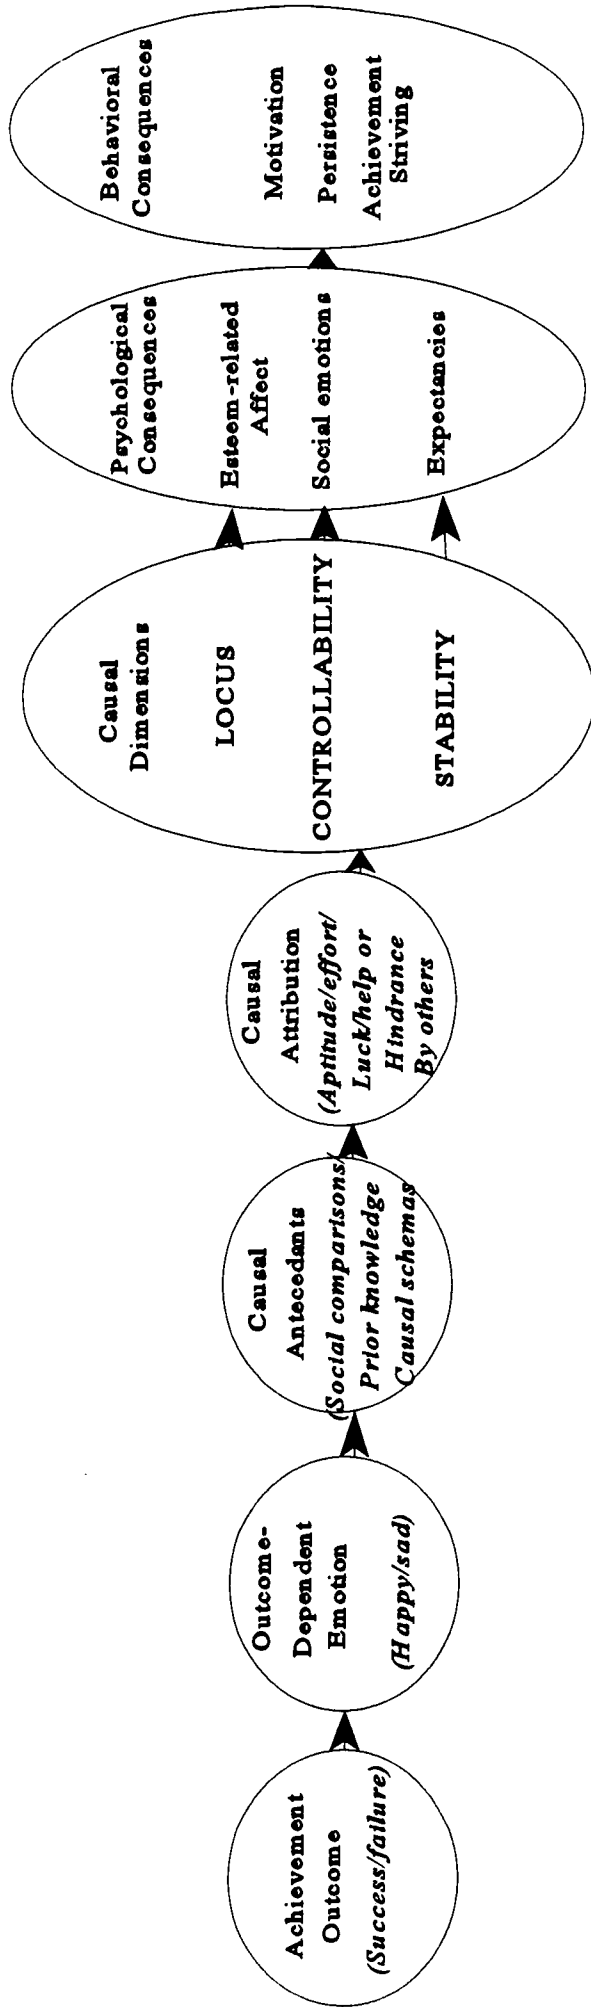 Achievement
Outcome
(Success/failure)
Outcome-
Dependent
Emotion
(Happy/sad)
Causal
Antecedants
(Social comparisons/
Prior knowledge
Causal schemas
Causal
Attribution
(Aptitude/effort/
Luck/help or
Hindrance
By others
Causal
Dimensions
LOCUS
CONTROLLABILITY
STABILITY
Psychological
Consequences
Esteem-related
Affect
Social emotions
Expectancies
Behavioral
Consequences
Motivation
Persistence
Achievement
Striving